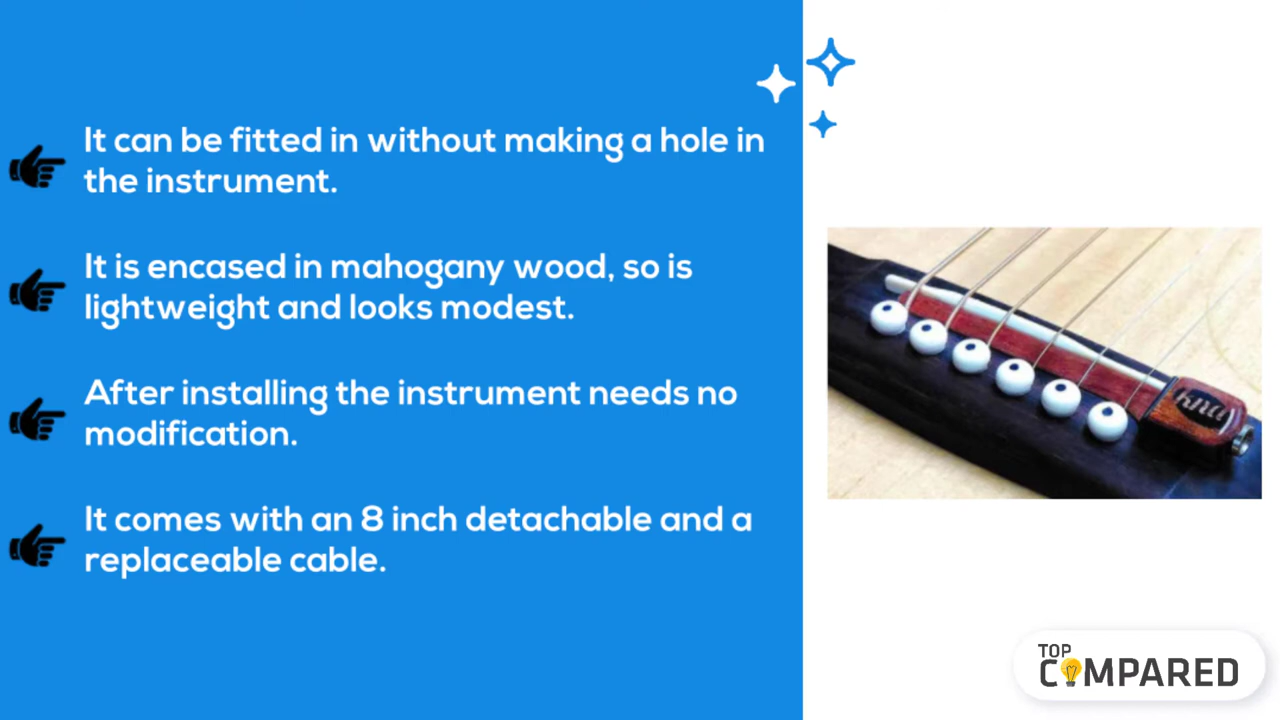 It can be fitted in without making a hole in
the instrument.
It is encased in mahogany wood, so is
lightweight and looks modest.
After installing the instrument needs no
modification.
It comes with an 8 inch detachable and a
replaceable cable.
kna
TOP
COMPARED